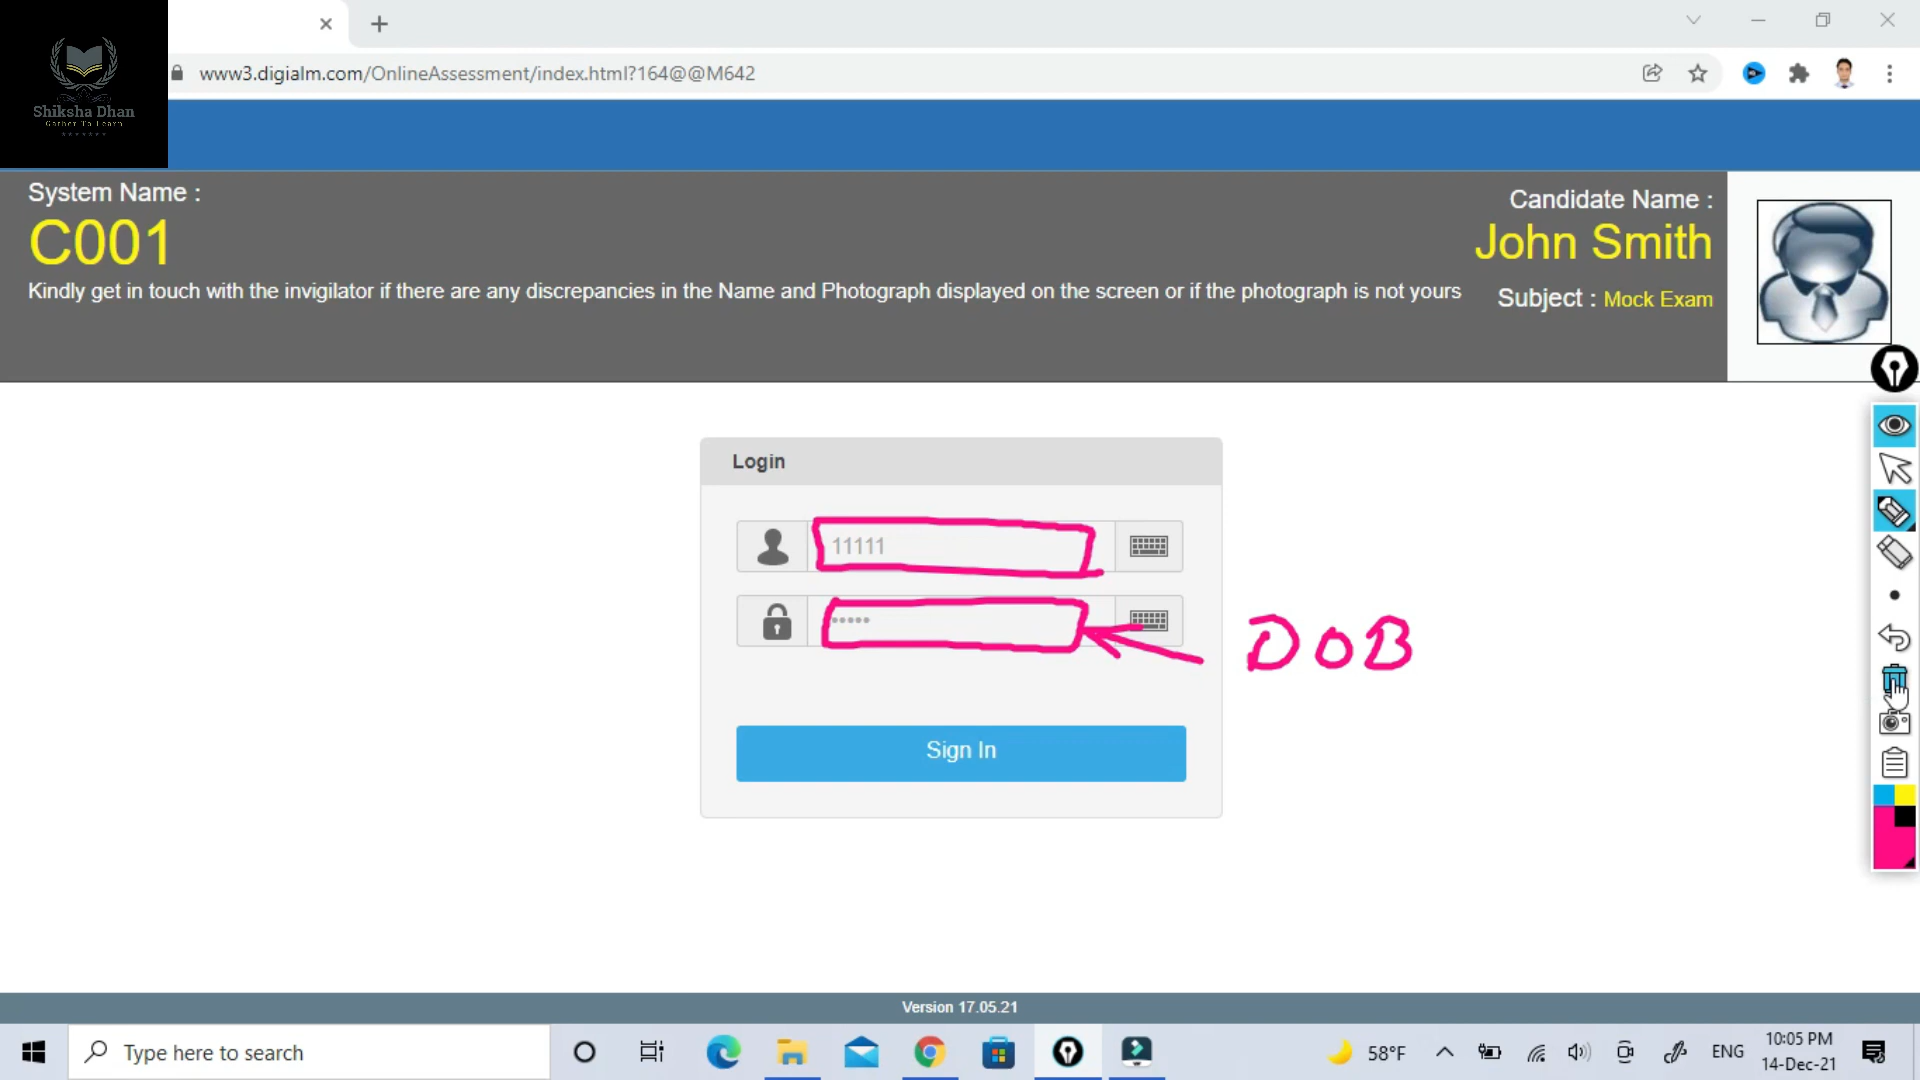 www3.digialm.com/OnlineAssessment/index.html?164@@M642
Shiksha Dhan
Gather To Learn
System Name :
C001
Kindly get in touch with the invigilator if there are any discrepancies in the Name and Photograph displayed on the screen or if the photograph is not yours
Candidate Name :
John Smith
Subject : Mock Exam
Login
11111
•••••
DOB
Sign In
Version 17.05.21
Type here to search
58°F
ENG
10:05 PM
14-Dec-21